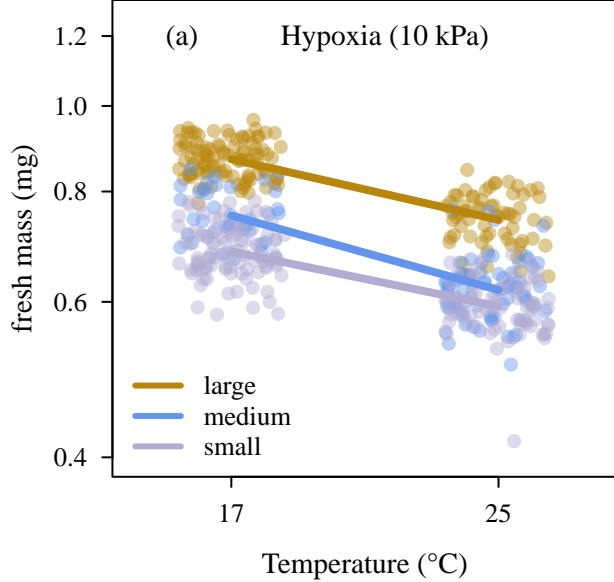 (a) Hypoxia (10 kPa)
1.2
1.0
0.8
0.6
0.4
fresh mass (mg)
large
medium
small
17 25
Temperature (°C)